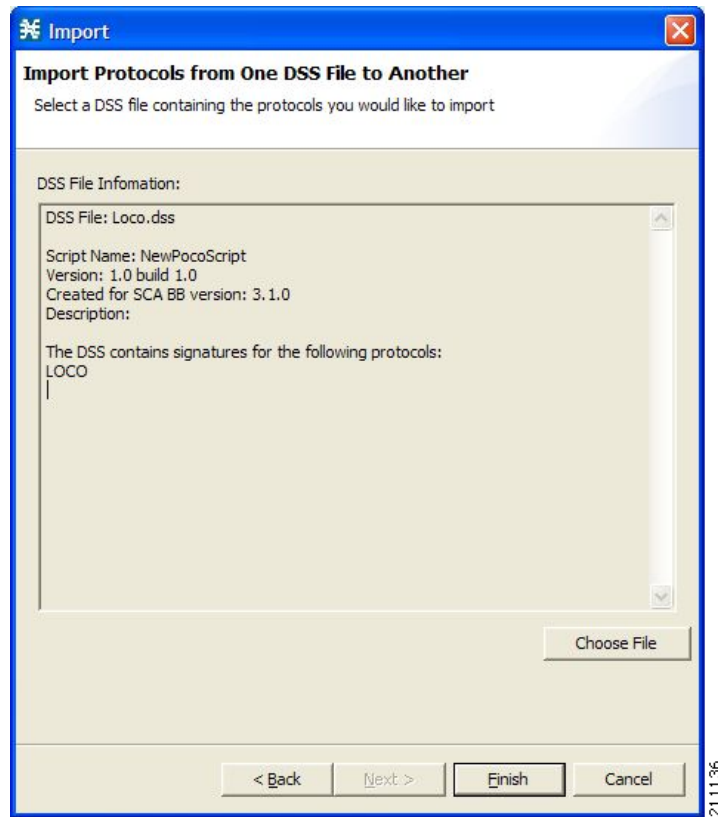 Import
Import Protocols from One DSS File to Another
Select a DSS file containing the protocols you would like to import
DSS File Infomation:
DSS File: Loco.dss
Script Name: NewPocoScript
Version: 1.0 build 1.0
Created for SCA BB version: 3.1.0
Description:
The DSS contains signatures for the following protocols:
LOCO
Choose File
< Back
Next >
Finish
Cancel
211136